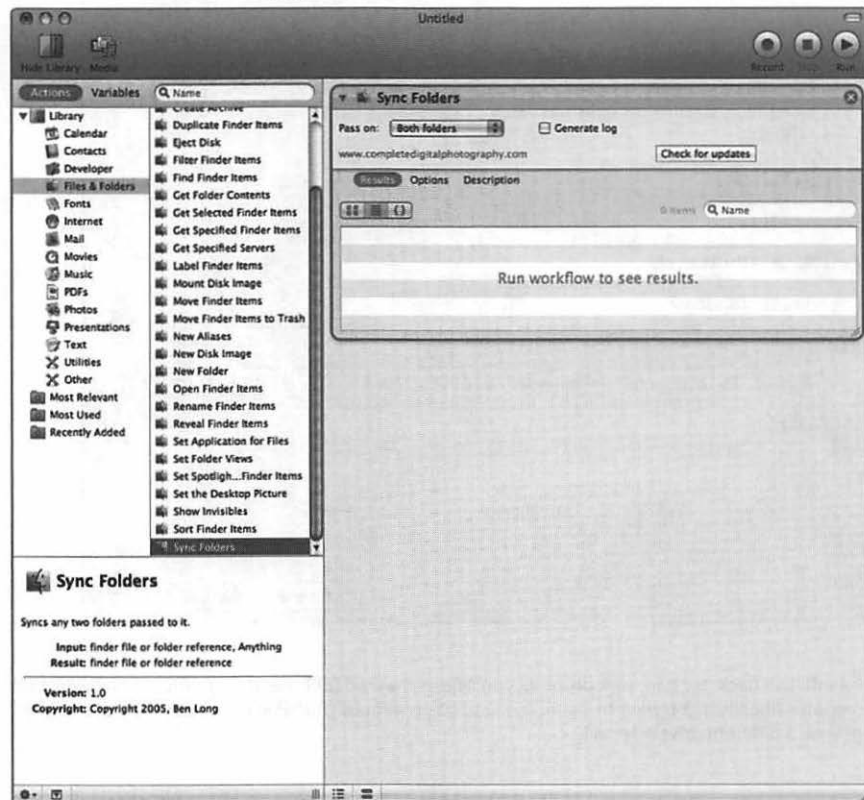 Untitled
Hide Library Media
Record Stop Run
Actions Variables Name
Library
Calendar
Contacts
Developer
Files & Folders
Fonts
Internet
Mail
Movies
Music
PDFs
Photos
Presentations
Text
Utilities
Other
Most Relevant
Most Used
Recently Added
Create Archive
Duplicate Finder Items
Eject Disk
Filter Finder Items
Find Finder Items
Get Folder Contents
Get Selected Finder Items
Get Specified Finder Items
Get Specified Servers
Label Finder Items
Mount Disk Image
Move Finder Items
Move Finder Items to Trash
New Aliases
New Disk Image
New Folder
Open Finder Items
Rename Finder Items
Reveal Finder Items
Set Application for Files
Set Folder Views
Set Spotligh...Finder Items
Set the Desktop Picture
Show Invisibles
Sort Finder Items
Sync Folders
Sync Folders
Syncs any two folders passed to it.
Input: finder file or folder reference, Anything
Result: finder file or folder reference
Version: 1.0
Copyright: Copyright 2005, Ben Long
Sync Folders
Pass on: Both folders Generate log
www.completedigitalphotography.com Check for updates
Results Options Description
0 items Name
Run workflow to see results.